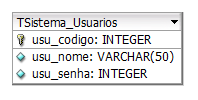 TSistema_Usuarios
usu_codigo: INTEGER
usu_nome: VARCHAR(50)
usu_senha: INTEGER